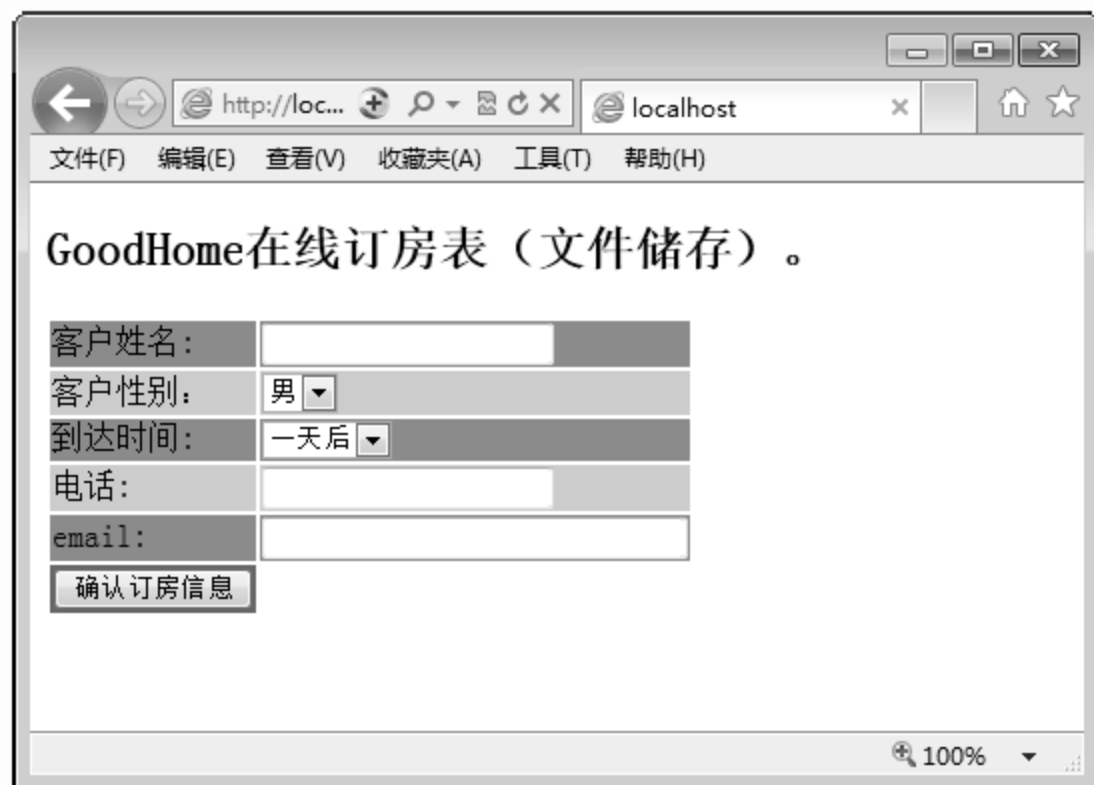 http://loc...
localhost
文件(F) 编辑(E) 查看(V) 收藏夹(A) 工具(T) 帮助(H)
GoodHome在线订房表（文件储存）。
客户姓名:
客户性别： 男
到达时间: 一天后
电话:
email:
确认订房信息
100%